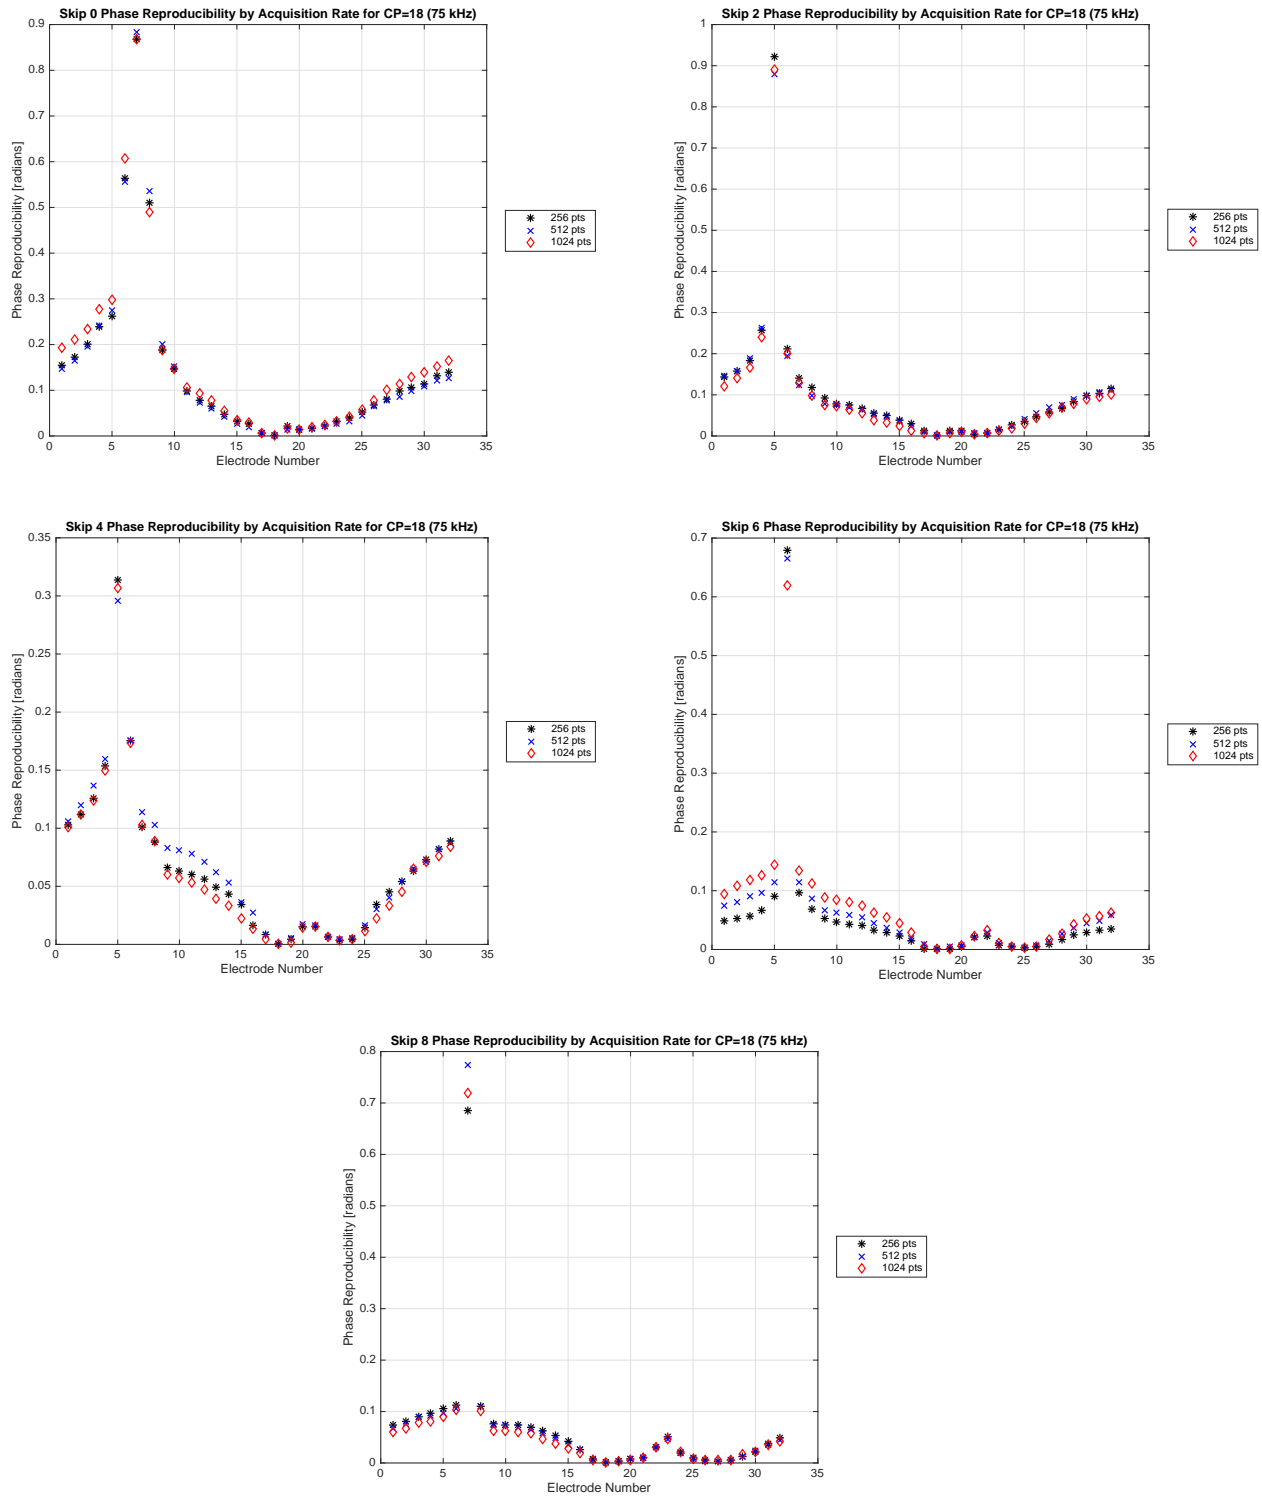 Skip 0 Phase Reproducibility by Acquisition Rate for CP=18 (75 kHz)
0.9
0.8
0.7
0.6
0.5
0.4
0.3
0.2
0.1
0
Phase Reproducibility [radians]
0 5 10 15 20 25 30 35
Electrode Number
256 pts
512 pts
1024 pts
Skip 2 Phase Reproducibility by Acquisition Rate for CP=18 (75 kHz)
1
0.9
0.8
0.7
0.6
0.5
0.4
0.3
0.2
0.1
0
Phase Reproducibility [radians]
0 5 10 15 20 25 30 35
Electrode Number
256 pts
512 pts
1024 pts
Skip 4 Phase Reproducibility by Acquisition Rate for CP=18 (75 kHz)
0.35
0.3
0.25
0.2
0.15
0.1
0.05
0
Phase Reproducibility [radians]
0 5 10 15 20 25 30 35
Electrode Number
256 pts
512 pts
1024 pts
Skip 6 Phase Reproducibility by Acquisition Rate for CP=18 (75 kHz)
0.7
0.6
0.5
0.4
0.3
0.2
0.1
0
Phase Reproducibility [radians]
0 5 10 15 20 25 30 35
Electrode Number
256 pts
512 pts
1024 pts
Skip 8 Phase Reproducibility by Acquisition Rate for CP=18 (75 kHz)
0.8
0.7
0.6
0.5
0.4
0.3
0.2
0.1
0
Phase Reproducibility [radians]
0 5 10 15 20 25 30 35
Electrode Number
256 pts
512 pts
1024 pts